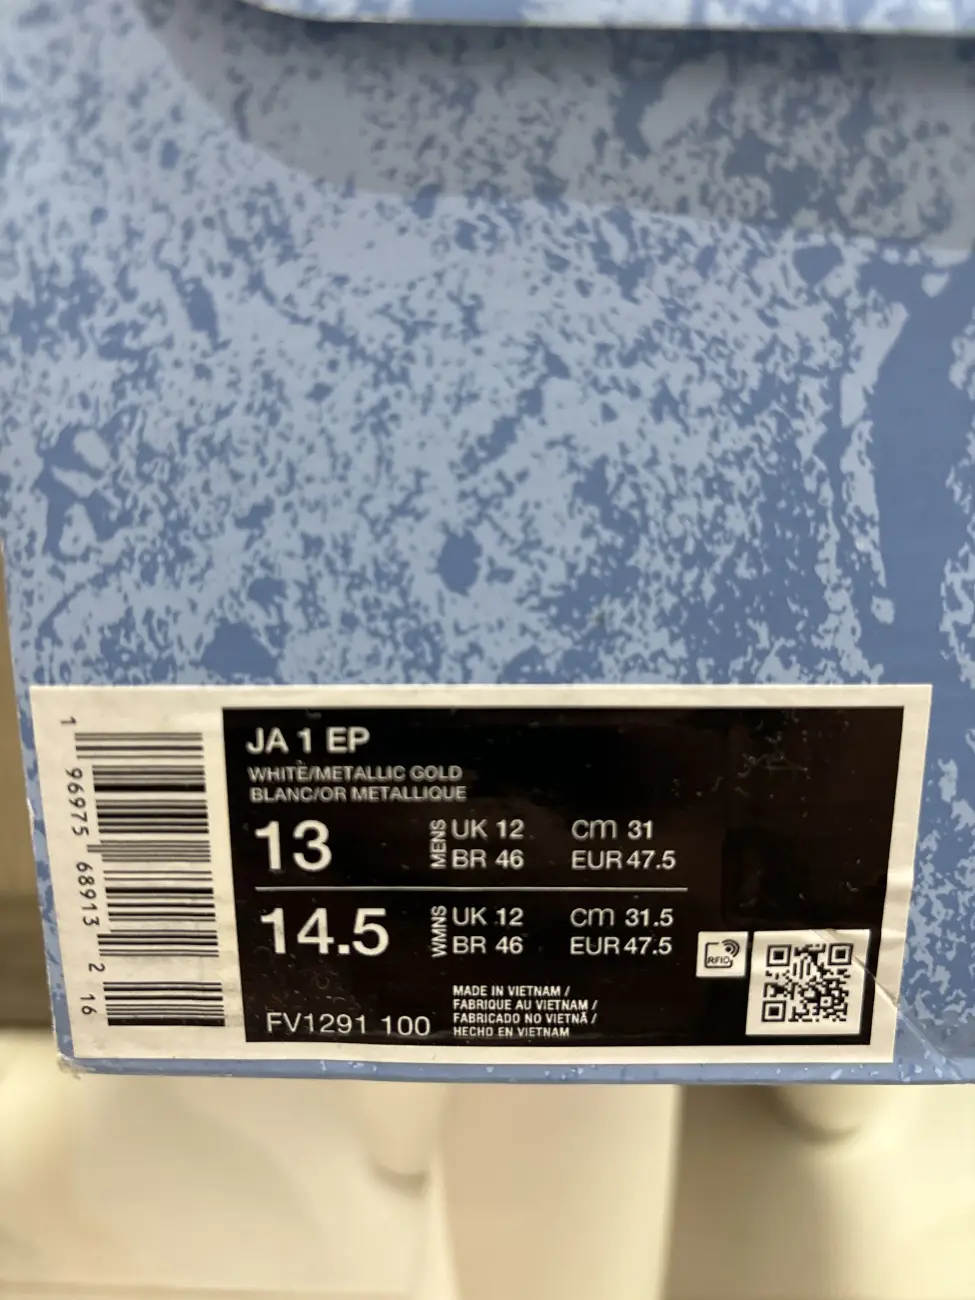 JA 1 EP
WHITE/METALLIC GOLD
BLANC/OR METALLIQUE
13
MENS
UK 12
cm 31
BR 46
EUR 47.5
14.5
WMNS
UK 12
cm 31.5
BR 46
EUR 47.5
RFID
FV1291 100
MADE IN VIETNAM /
FABRIQUE AU VIETNAM /
FABRICADO NO VIETNÃ /
HECHO EN VIETNAM
1 96975 68913 2 16